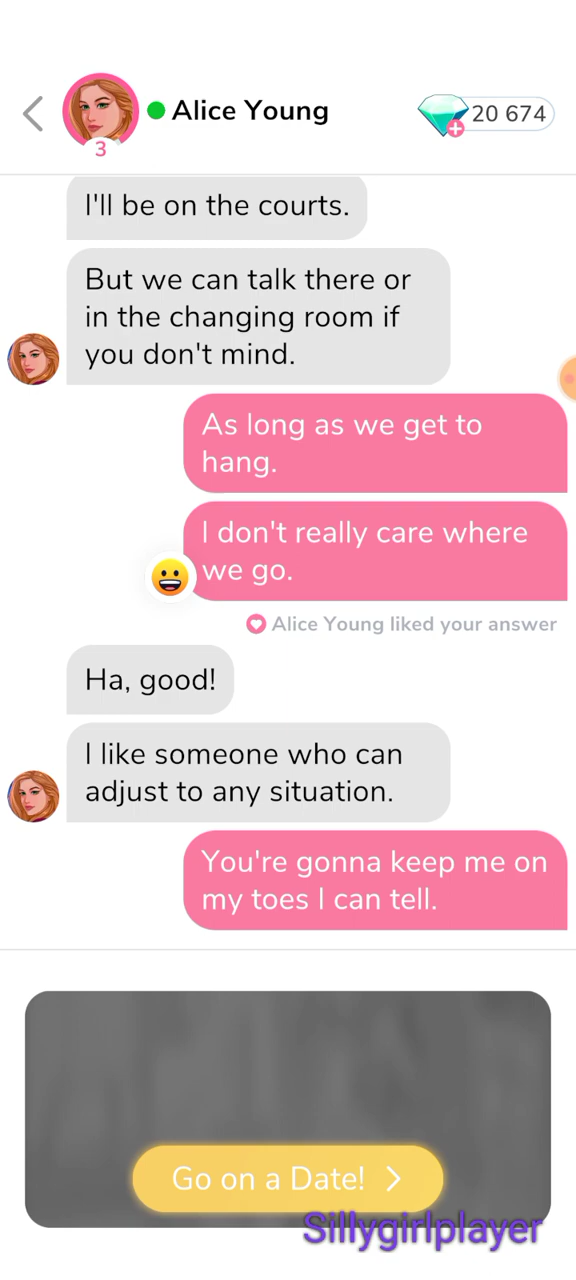 Alice Young
20 674
3
I'll be on the courts.
But we can talk there or
in the changing room if
you don't mind.
As long as we get to
hang.
I don't really care where
we go.
Alice Young liked your answer
Ha, good!
I like someone who can
adjust to any situation.
You're gonna keep me on
my toes I can tell.
Go on a Date!
Sillygirlplayer